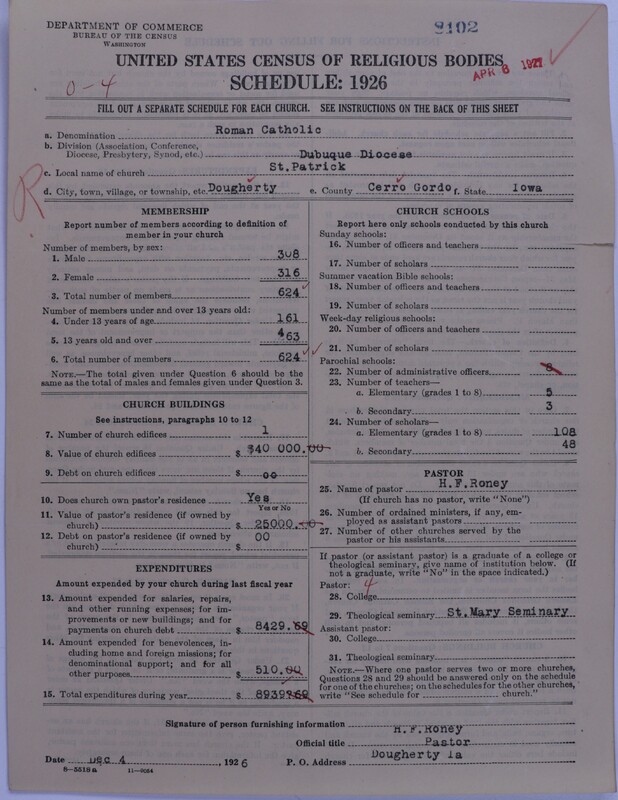 DEPARTMENT OF COMMERCE
BUREAU OF THE CENSUS
WASHINGTON
9102
UNITED STATES CENSUS OF RELIGIOUS BODIES
APR 8 1927
SCHEDULE: 1926
0-4
FILL OUT A SEPARATE SCHEDULE FOR EACH CHURCH. SEE INSTRUCTIONS ON THE BACK OF THIS SHEET
a. Denomination Roman Catholic
b. Division (Association, Conference,
Diocese, Presbytery, Synod, etc.) Dubuque Diocese
c. Local name of church St.Patrick
R
d. City, town, village, or township, etc. Dougherty e. County Cerro Gordo f. State Iowa
MEMBERSHIP
Report number of members according to definition of
member in your church
Number of members, by sex:
1. Male 308
2. Female 316
3. Total number of members 624
Number of members under and over 13 years old:
4. Under 13 years of age 161
5. 13 years old and over 463
6. Total number of members 624
NOTE.—The total given under Question 6 should be
same as the total of males and females given under Question 3.
CHURCH BUILDINGS
See instructions, paragraphs 10 to 12
7. Number of church edifices 1
8. Value of church edifices $ $40 000.00
9. Debt on church edifices $ 00
10. Does church own pastor's residence Yes
Yes or No
11. Value of pastor's residence (if owned by
church) $ 25000.00
12. Debt on pastor's residence (if owned by
church) $ 00
EXPENDITURES
Amount expended by your church during last fiscal year
13. Amount expended for salaries, repairs,
and other running expenses; for im-
provements or new buildings; and for
payments on church debt $ 8429.69
14. Amount expended for benevolences, in-
cluding home and foreign missions; for
denominational support; and for all
other purposes $ 510.00
15. Total expenditures during year $ 8939.69
CHURCH SCHOOLS
Report here only schools conducted by this church
Sunday schools:
16. Number of officers and teachers
17. Number of scholars
Summer vacation Bible schools:
18. Number of officers and teachers
19. Number of scholars
Week-day religious schools:
20. Number of officers and teachers
21. Number of scholars
Parochial schools:
22. Number of administrative officers 8
23. Number of teachers—
a. Elementary (grades 1 to 8) 5
b. Secondary 3
24. Number of scholars—
a. Elementary (grades 1 to 8) 108
b. Secondary 48
PASTOR
25. Name of pastor H.F.Roney
(If church has no pastor, write "None")
26. Number of ordained ministers, if any, em-
ployed as assistant pastors
27. Number of other churches served by the
pastor or his assistants
If pastor (or assistant pastor) is a graduate of a college or
theological seminary, give name of institution below. (If
not a graduate, write "No" in the space indicated.)
Pastor: 4
28. College
29. Theological seminary St.Mary Seminary
Assistant pastor:
30. College
31. Theological seminary
NOTE.—Where one pastor serves two or more churches,
Questions 28 and 29 should be answered only on the schedule
for one of the churches; on the schedules for the other churches,
write "See schedule for church."
Signature of person furnishing information H.F.Roney
Official title Pastor
Date Dec 4, 1926 P. O. Address Dougherty Ia
8—5518a 11—9034